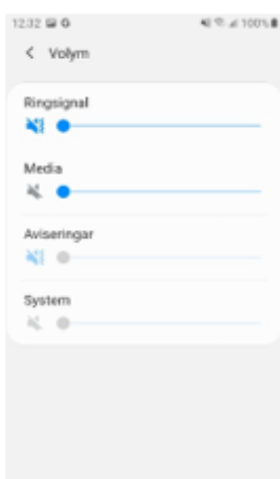 12:32 G 100%
Volym
Ringsignal
Media
Aviseringar
System